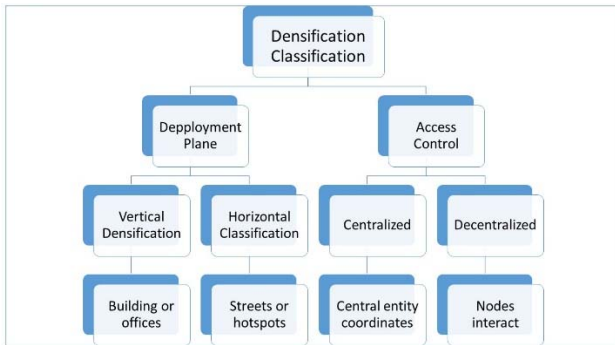 Densification
Classification
Depployment
Plane
Access
Control
Vertical
Densification
Horizontal
Classification
Centralized
Decentralized
Building or
offices
Streets or
hotspots
Central entity
coordinates
Nodes
interact